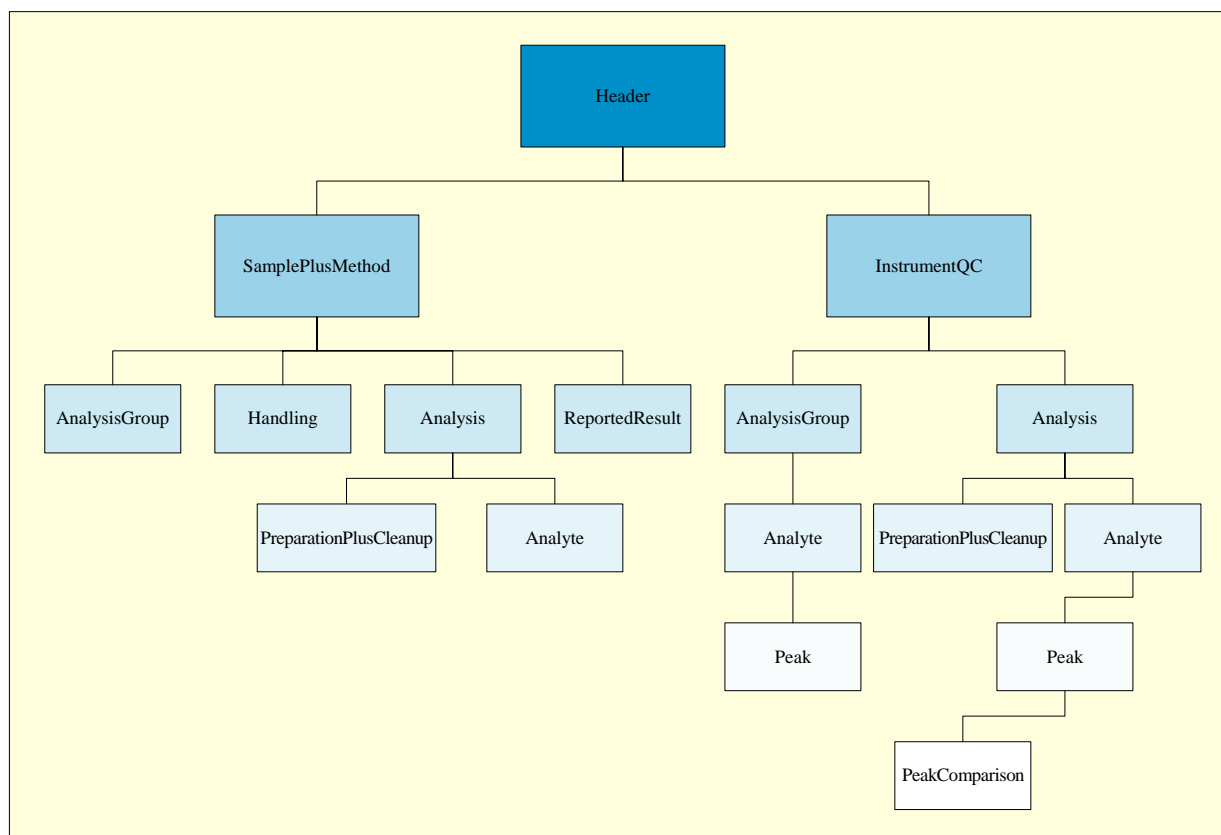 Header
SamplePlusMethod
InstrumentQC
AnalysisGroup
Handling
Analysis
ReportedResult
AnalysisGroup
Analysis
PreparationPlusCleanup
Analyte
Analyte
PreparationPlusCleanup
Analyte
Peak
Peak
PeakComparison